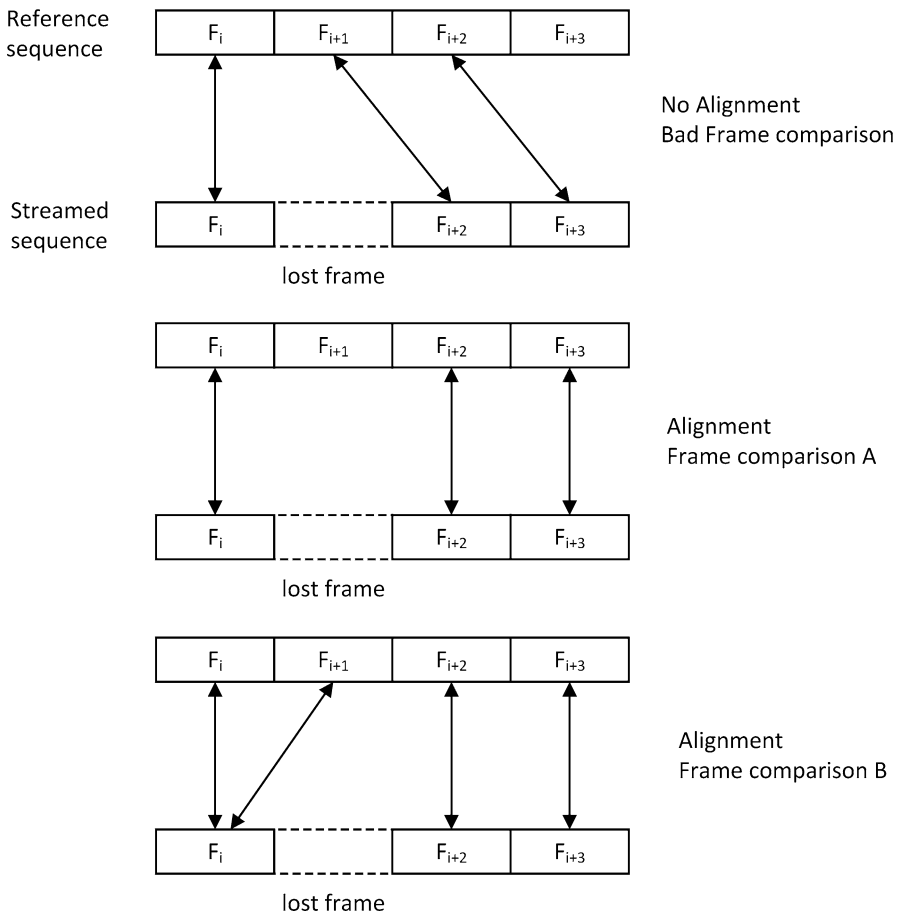 Reference
sequence
Fi Fi+1 Fi+2 Fi+3
No Alignment
Bad Frame comparison
Streamed
sequence
Fi Fi+2 Fi+3
lost frame
Fi Fi+1 Fi+2 Fi+3
Alignment
Frame comparison A
Fi Fi+2 Fi+3
lost frame
Fi Fi+1 Fi+2 Fi+3
Alignment
Frame comparison B
Fi Fi+2 Fi+3
lost frame